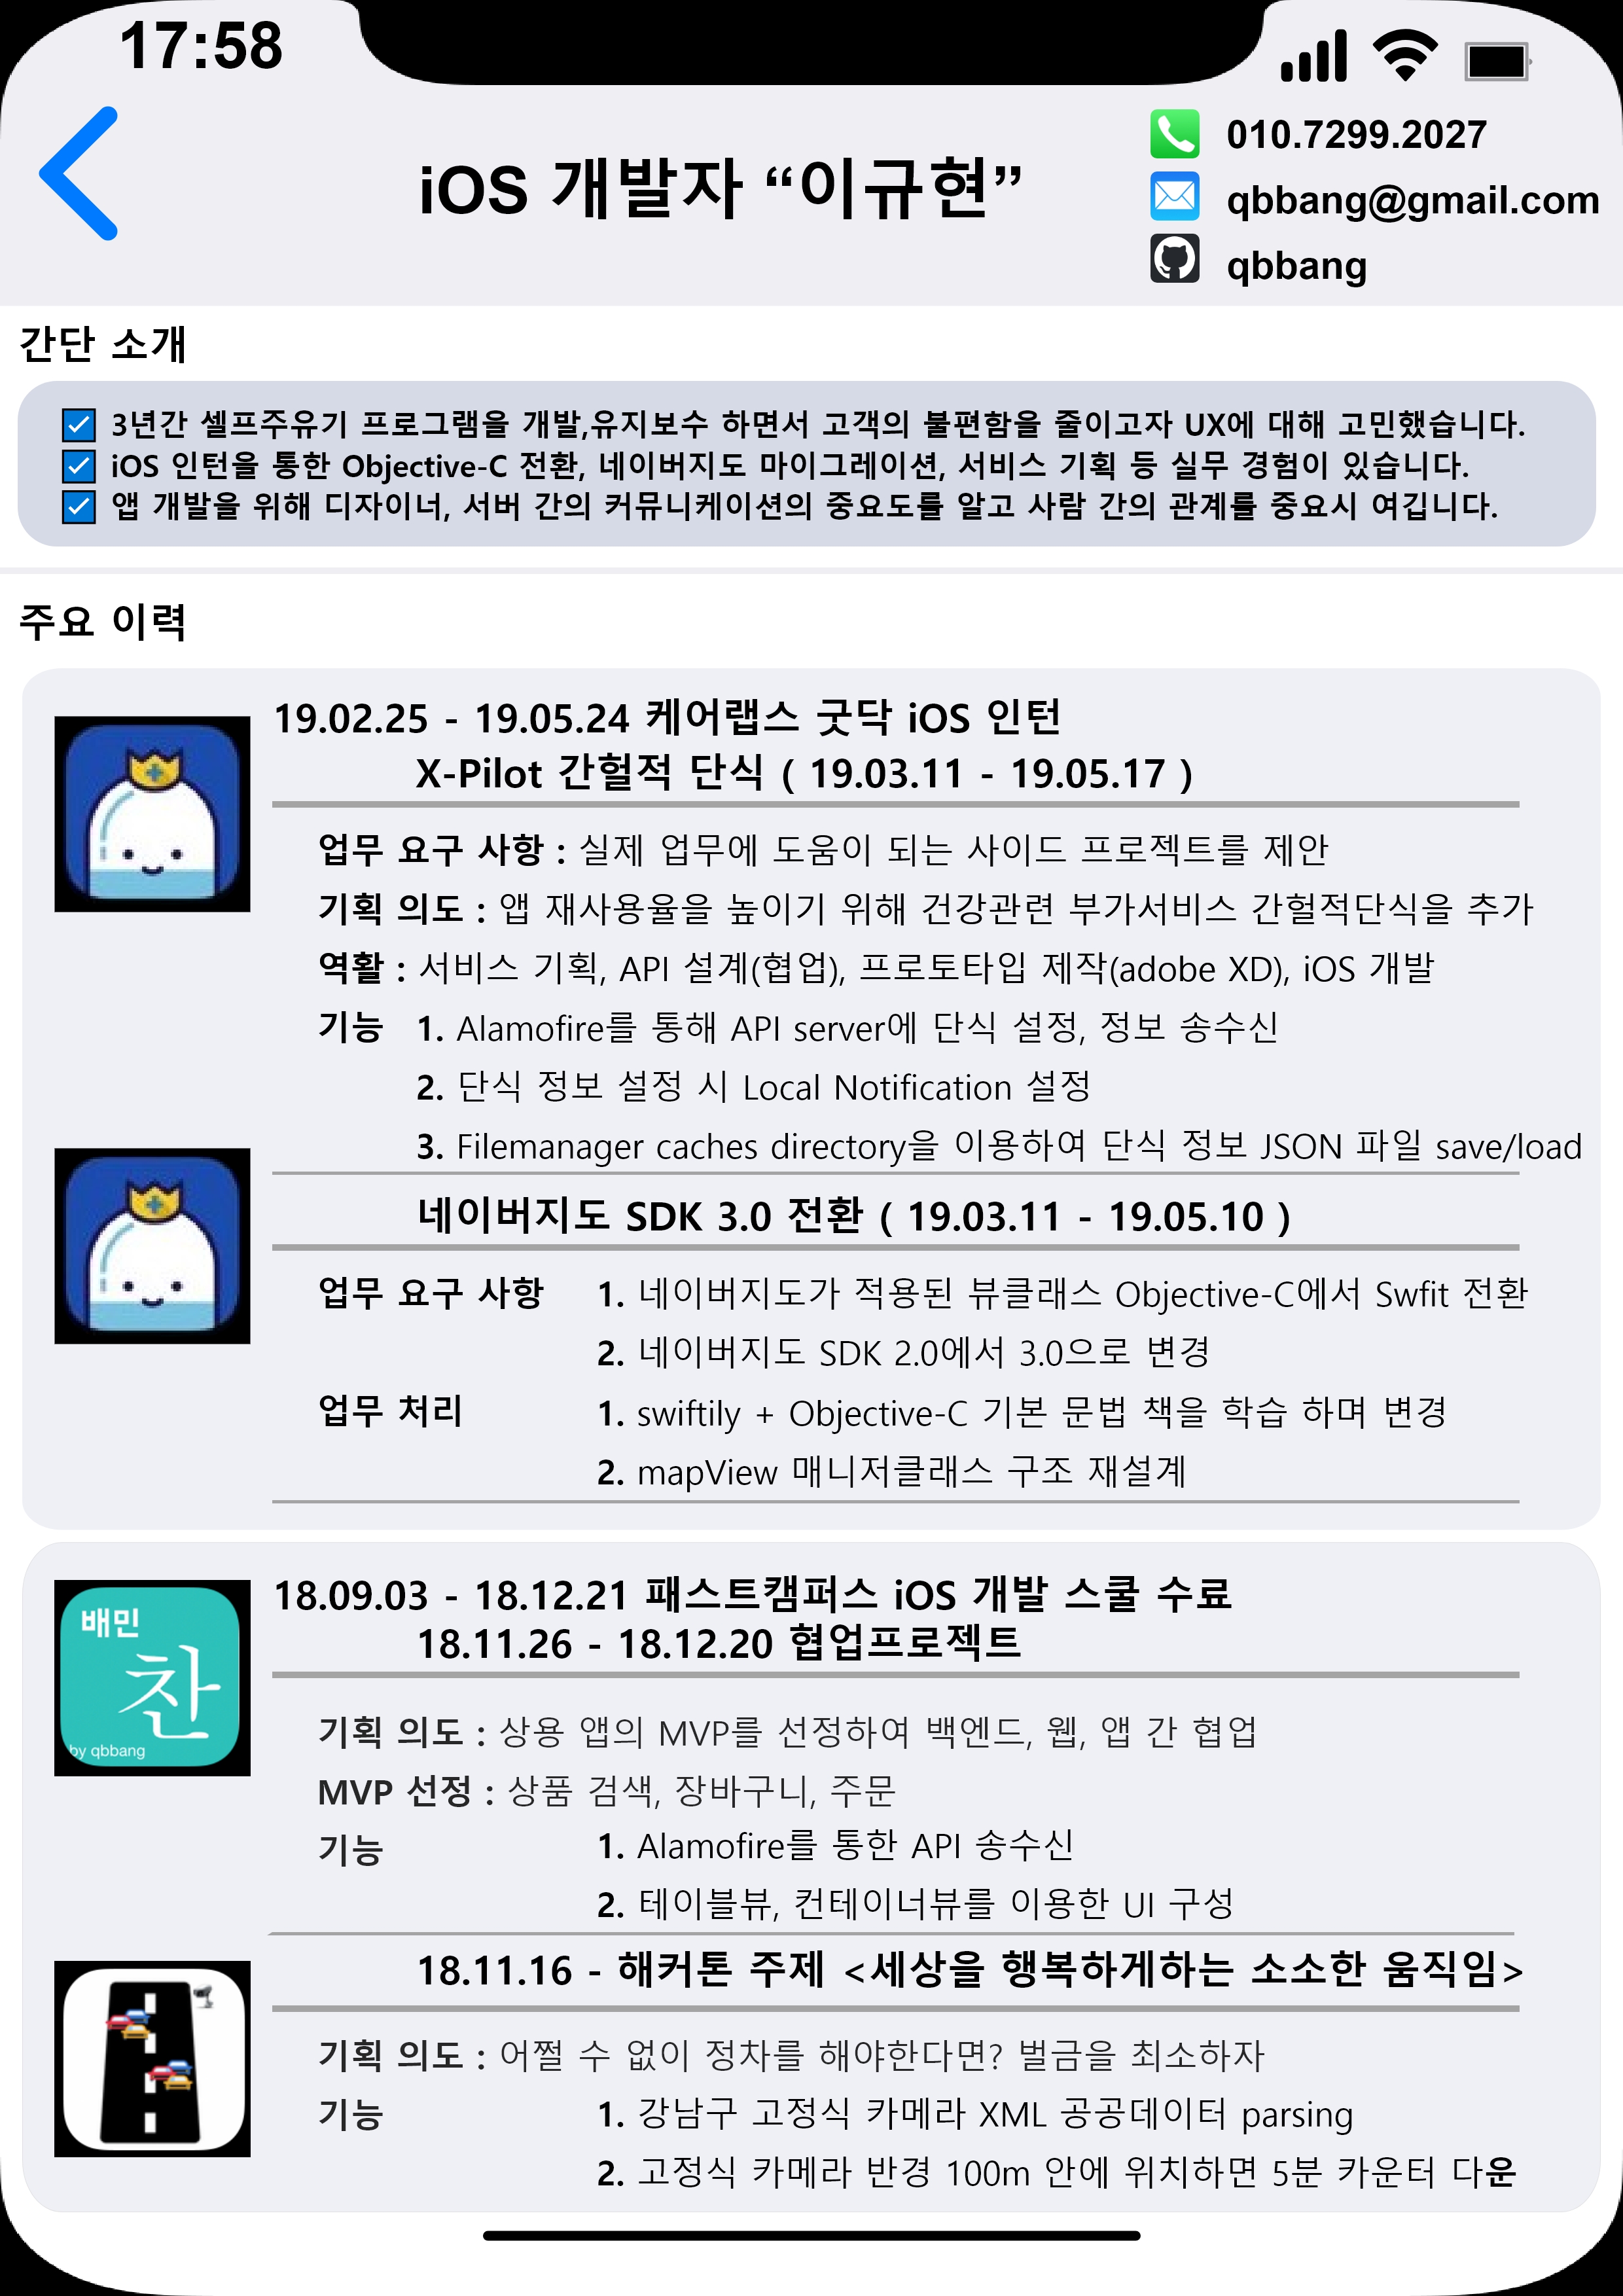 17:58
iOS 개발자 “이규현”
010.7299.2027
qbbang@gmail.com
qbbang
간단 소개
3년간 셀프주유기 프로그램을 개발,유지보수 하면서 고객의 불편함을 줄이고자 UX에 대해 고민했습니다.
iOS 인턴을 통한 Objective-C 전환, 네이버지도 마이그레이션, 서비스 기획 등 실무 경험이 있습니다.
앱 개발을 위해 디자이너, 서버 간의 커뮤니케이션의 중요도를 알고 사람 간의 관계를 중요시 여깁니다.
주요 이력
19.02.25 - 19.05.24 케어랩스 굿닥 iOS 인턴
X-Pilot 간헐적 단식 ( 19.03.11 - 19.05.17 )
업무 요구 사항 : 실제 업무에 도움이 되는 사이드 프로젝트를 제안
기획 의도 : 앱 재사용율을 높이기 위해 건강관련 부가서비스 간헐적단식을 추가
역활 : 서비스 기획, API 설계(협업), 프로토타입 제작(adobe XD), iOS 개발
기능 1. Alamofire를 통해 API server에 단식 설정, 정보 송수신
2. 단식 정보 설정 시 Local Notification 설정
3. Filemanager caches directory을 이용하여 단식 정보 JSON 파일 save/load
네이버지도 SDK 3.0 전환 ( 19.03.11 - 19.05.10 )
업무 요구 사항 1. 네이버지도가 적용된 뷰클래스 Objective-C에서 Swfit 전환
2. 네이버지도 SDK 2.0에서 3.0으로 변경
업무 처리 1. swiftily + Objective-C 기본 문법 책을 학습 하며 변경
2. mapView 매니저클래스 구조 재설계
배민
찬
by qbbang
18.09.03 - 18.12.21 패스트캠퍼스 iOS 개발 스쿨 수료
18.11.26 - 18.12.20 협업프로젝트
기획 의도 : 상용 앱의 MVP를 선정하여 백엔드, 웹, 앱 간 협업
MVP 선정 : 상품 검색, 장바구니, 주문
기능 1. Alamofire를 통한 API 송수신
2. 테이블뷰, 컨테이너뷰를 이용한 UI 구성
18.11.16 - 해커톤 주제 <세상을 행복하게하는 소소한 움직임>
기획 의도 : 어쩔 수 없이 정차를 해야한다면? 벌금을 최소하자
기능 1. 강남구 고정식 카메라 XML 공공데이터 parsing
2. 고정식 카메라 반경 100m 안에 위치하면 5분 카운터 다운